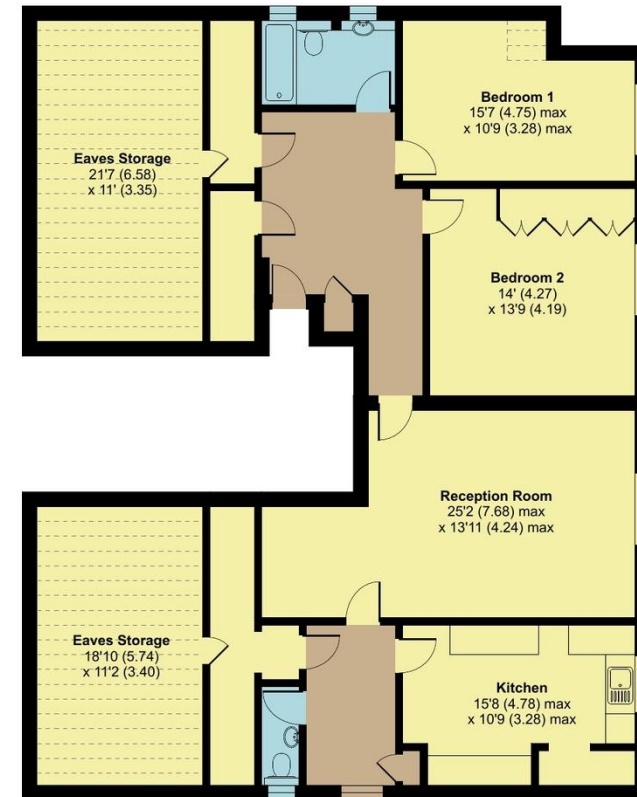 Bedroom 1
15'7 (4.75) max
x 10'9 (3.28) max
Eaves Storage
21'7 (6.58)
x 11' (3.35)
Bedroom 2
14' (4.27)
x 13'9 (4.19)
Reception Room
25'2 (7.68) max
x 13'11 (4.24) max
Eaves Storage
18'10 (5.74)
x 11'2 (3.40)
Kitchen
15'8 (4.78) max
x 10'9 (3.28) max